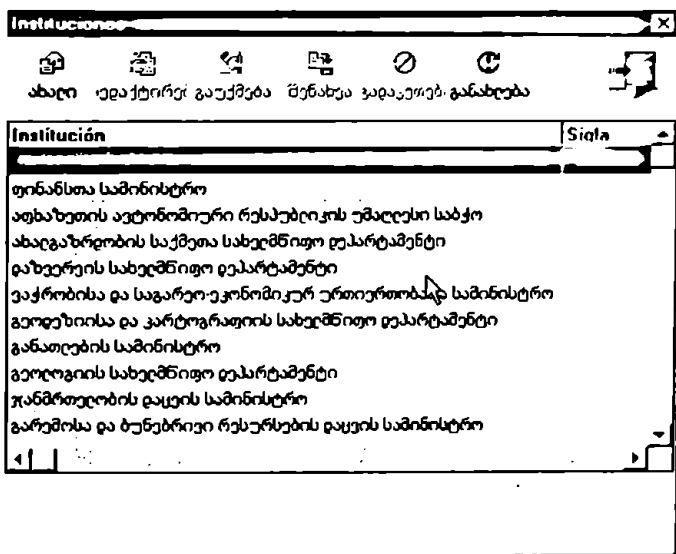 Instituciones
ახალი რედაქტირებ გაუქმება შენახვა გადაკეთებ. განახლება
Institución Sigla
ფინანსთა სამინისტრო
აფხაზეთის ავტონომიური რესპუბლიკის უმაღლესი საბჭო
ახალგაზრდობის საქმეთა სახელმწიფო დეპარტამენტი
დაზვერვის სახელმწიფო დეპარტამენტი
ვაჭრობისა და საგარეო-ეკონომიკურ ურთიერთობათა სამინისტრო
გეოდეზიისა და კარტოგრაფიის სახელმწიფო დეპარტამენტი
განათლების სამინისტრო
გეოლოგიის სახელმწიფო დეპარტამენტი
ჯანმრთელობის დაცვის სამინისტრო
გარემოსა და ბუნებრივი რესურსების დაცვის სამინისტრო